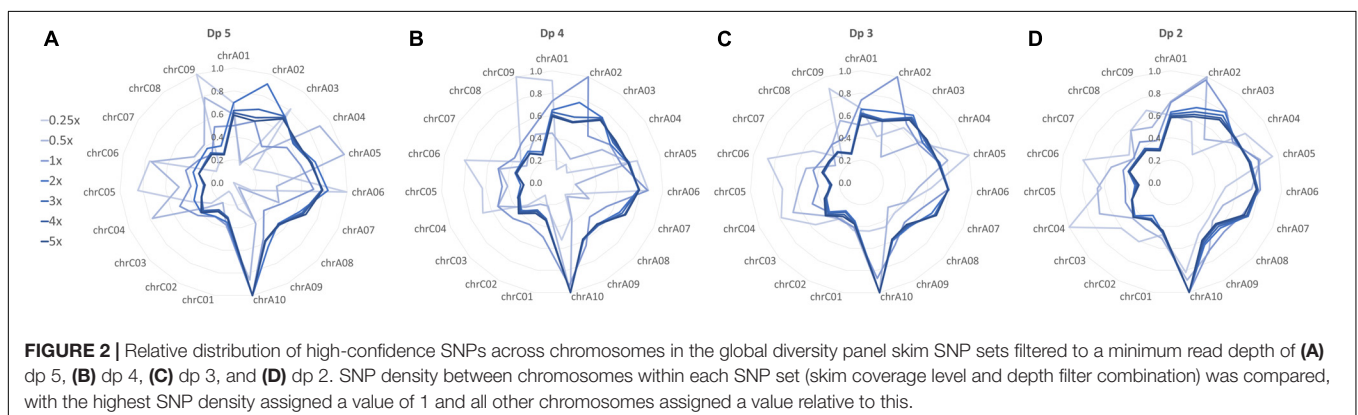 A
Dp 5
chrA01
chrA02
chrA03
chrA04
chrA05
chrA06
chrA07
chrA08
chrA09
chrA10
chrC01
chrC02
chrC03
chrC04
chrC05
chrC06
chrC07
chrC08
chrC09
1.0
0.8
0.6
0.4
0.2
0.0
0.25x
0.5x
1x
2x
3x
4x
5x
B
Dp 4
chrA01
chrA02
chrA03
chrA04
chrA05
chrA06
chrA07
chrA08
chrA09
chrA10
chrC01
chrC02
chrC03
chrC04
chrC05
chrC06
chrC07
chrC08
chrC09
1.0
0.8
0.6
0.4
0.2
0.0
C
Dp 3
chrA01
chrA02
chrA03
chrA04
chrA05
chrA06
chrA07
chrA08
chrA09
chrA10
chrC01
chrC02
chrC03
chrC04
chrC05
chrC06
chrC07
chrC08
chrC09
1.0
0.8
0.6
0.4
0.2
0.0
D
Dp 2
chrA01
chrA02
chrA03
chrA04
chrA05
chrA06
chrA07
chrA08
chrA09
chrA10
chrC01
chrC02
chrC03
chrC04
chrC05
chrC06
chrC07
chrC08
chrC09
1.0
0.8
0.6
0.4
0.2
0.0
FIGURE 2 | Relative distribution of high-confidence SNPs across chromosomes in the global diversity panel skim SNP sets filtered to a minimum read depth of (A)
dp 5, (B) dp 4, (C) dp 3, and (D) dp 2. SNP density between chromosomes within each SNP set (skim coverage level and depth filter combination) was compared,
with the highest SNP density assigned a value of 1 and all other chromosomes assigned a value relative to this.